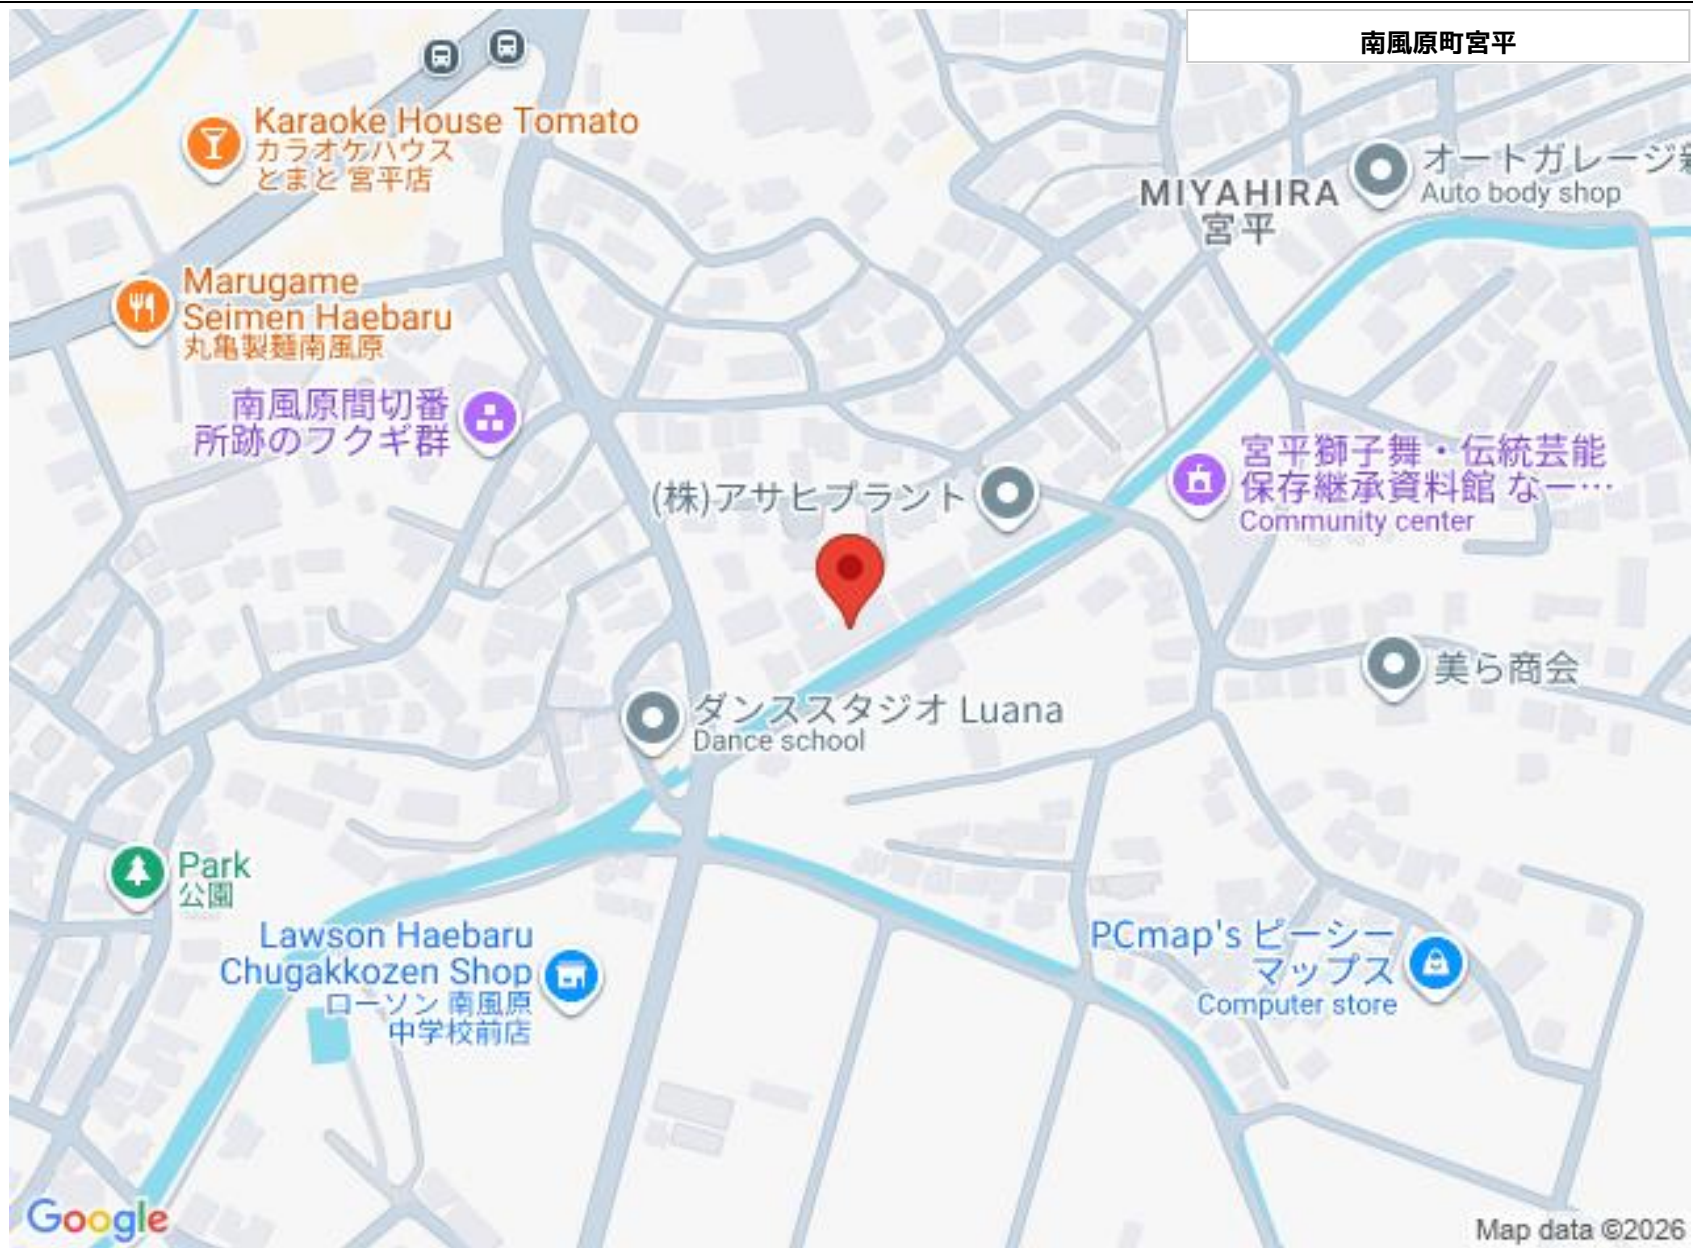 南風原町宮平
Karaoke House Tomato
カラオケハウス
とまと 宮平店
オートガレージ新
Auto body shop
MIYAHIRA
宮平
Marugame
Seimen Haebaru
丸亀製麺南風原
南風原間切番
所跡のフクギ群
宮平獅子舞・伝統芸能
保存継承資料館 なー…
Community center
(株)アサヒプラント
美ら商会
ダンススタジオ Luana
Dance school
Park
公園
Lawson Haebaru
Chugakkozen Shop
ローソン 南風原
中学校前店
PCmap's ピーシー
マップス
Computer store
Google
Map data ©2026